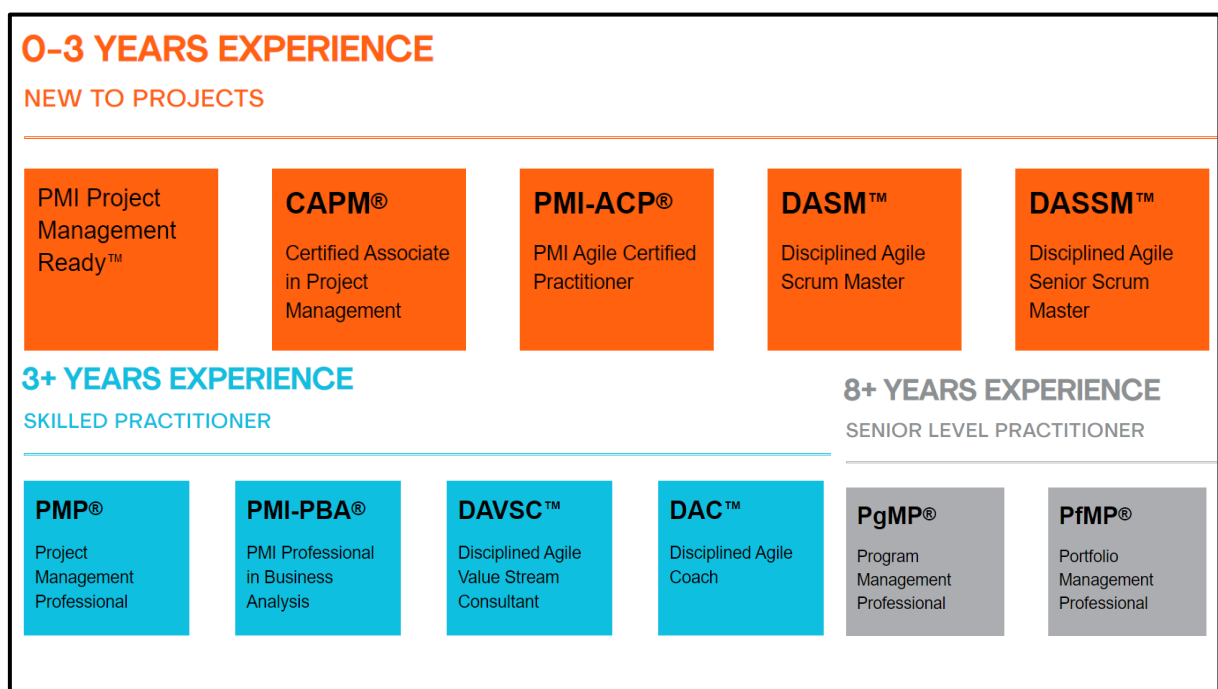 0-3 YEARS EXPERIENCE
NEW TO PROJECTS
PMI Project
Management
Ready™
CAPM®
Certified Associate
in Project
Management
PMI-ACP®
PMI Agile Certified
Practitioner
DASM™
Disciplined Agile
Scrum Master
DASSM™
Disciplined Agile
Senior Scrum
Master
3+ YEARS EXPERIENCE
SKILLED PRACTITIONER
PMP®
Project
Management
Professional
PMI-PBA®
PMI Professional
in Business
Analysis
DAVSC™
Disciplined Agile
Value Stream
Consultant
DAC™
Disciplined Agile
Coach
8+ YEARS EXPERIENCE
SENIOR LEVEL PRACTITIONER
PgMP®
Program
Management
Professional
PfMP®
Portfolio
Management
Professional